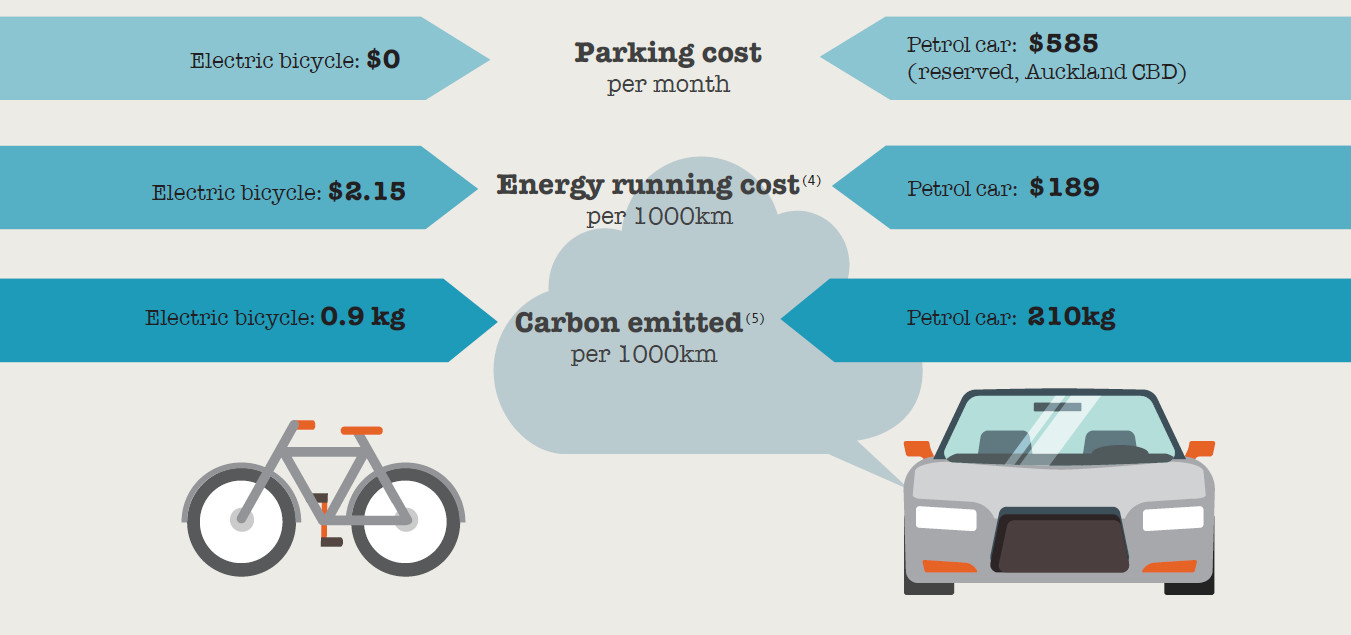 Electric bicycle: $0
Parking cost
per month
Petrol car: $585
(reserved, Auckland CBD)
Electric bicycle: $2.15
Energy running cost(4)
per 1000km
Petrol car: $189
Electric bicycle: 0.9 kg
Carbon emitted(5)
per 1000km
Petrol car: 210kg